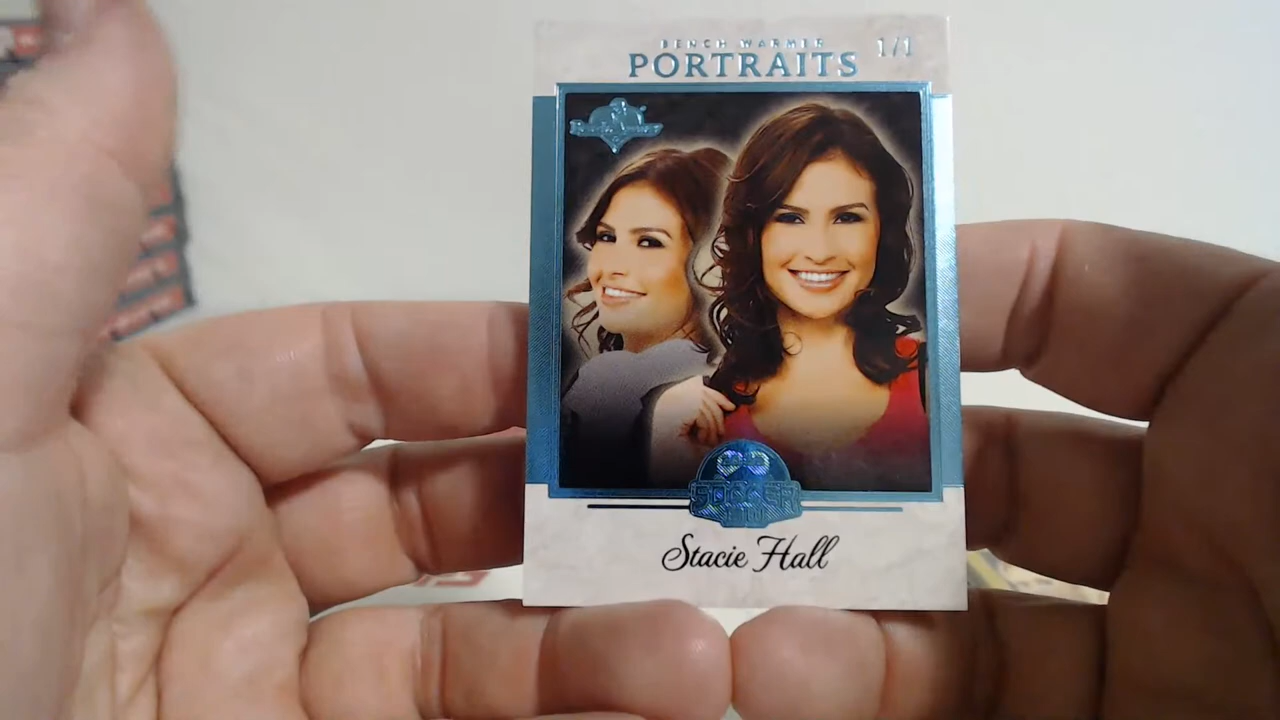 BENCH WARMER
PORTRAITS
1/1
SOCCER
Stacie Hall